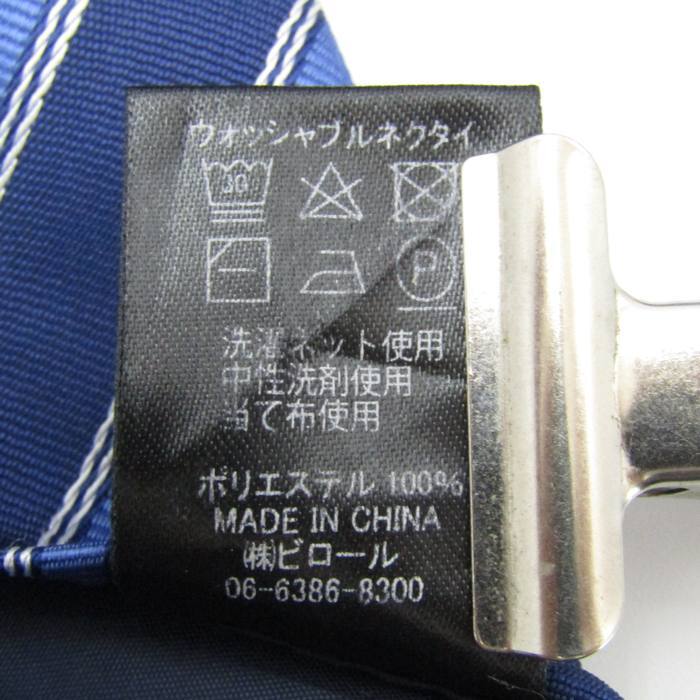 ウォッシャブルネクタイ
30
P
洗濯ネット使用
中性洗剤使用
当て布使用
ポリエステル 100%
MADE IN CHINA
㈱ビロール
06-6386-8300